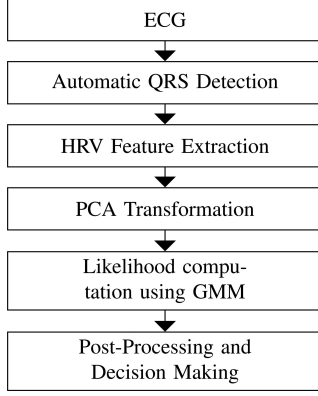 ECG
Automatic QRS Detection
HRV Feature Extraction
PCA Transformation
Likelihood compu-
tation using GMM
Post-Processing and
Decision Making